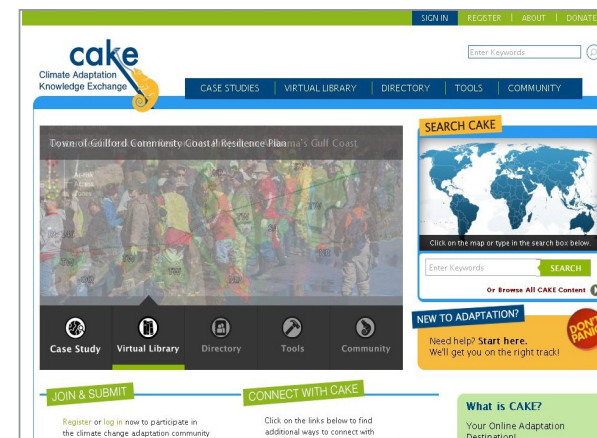 SIGN IN REGISTER | ABOUT | DONATE
cake
Climate Adaptation
Knowledge Exchange
Enter Keywords
CASE STUDIES | VIRTUAL LIBRARY | DIRECTORY | TOOLS | COMMUNITY
Town of Guilford Community Coastal Resilience Plan
Gulf Coast
SEARCH CAKE
Click on the map or type in the search box below.
Enter Keywords SEARCH
Or Browse All CAKE Content
Case Study Virtual Library Directory Tools Community
NEW TO ADAPTATION?
Need help? Start here.
We'll get you on the right track!
DON'T
PANIC
JOIN & SUBMIT
Register or log in now to participate in
the climate change adaptation community
CONNECT WITH CAKE
Click on the links below to find
additional ways to connect with
What is CAKE?
Your Online Adaptation
Destination!